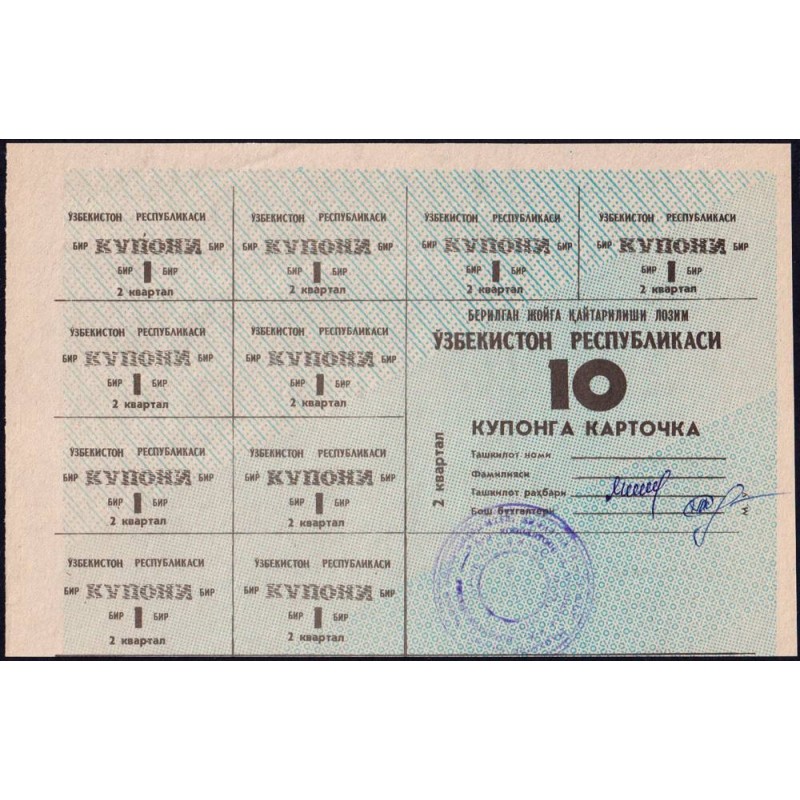 ЎЗБЕКИСТОН РЕСПУБЛИКАСИ
БИР КУПОНИ БИР
БИР 1 БИР
2 квартал
ЎЗБЕКИСТОН РЕСПУБЛИКАСИ
БИР КУПОНИ БИР
БИР 1 БИР
2 квартал
ЎЗБЕКИСТОН РЕСПУБЛИКАСИ
БИР КУПОНИ БИР
БИР 1 БИР
2 квартал
ЎЗБЕКИСТОН РЕСПУБЛИКАСИ
БИР КУПОНИ БИР
БИР 1 БИР
2 квартал
ЎЗБЕКИСТОН РЕСПУБЛИКАСИ
БИР КУПОНИ БИР
БИР 1 БИР
2 квартал
ЎЗБЕКИСТОН РЕСПУБЛИКАСИ
БИР КУПОНИ БИР
БИР 1 БИР
2 квартал
ЎЗБЕКИСТОН РЕСПУБЛИКАСИ
БИР КУПОНИ БИР
БИР 1 БИР
2 квартал
ЎЗБЕКИСТОН РЕСПУБЛИКАСИ
БИР КУПОНИ БИР
БИР 1 БИР
2 квартал
ЎЗБЕКИСТОН РЕСПУБЛИКАСИ
БИР КУПОНИ БИР
БИР 1 БИР
2 квартал
ЎЗБЕКИСТОН РЕСПУБЛИКАСИ
БИР КУПОНИ БИР
БИР 1 БИР
2 квартал
БЕРИЛГАН ЖОЙГА ҚАЙТАРИЛИШИ ЛОЗИМ
ЎЗБЕКИСТОН РЕСПУБЛИКАСИ
10
КУПОНГА КАРТОЧКА
2 квартал
Ташкилот номи
Фамилияси
Ташкилот раҳбари
Бош бухгалтери